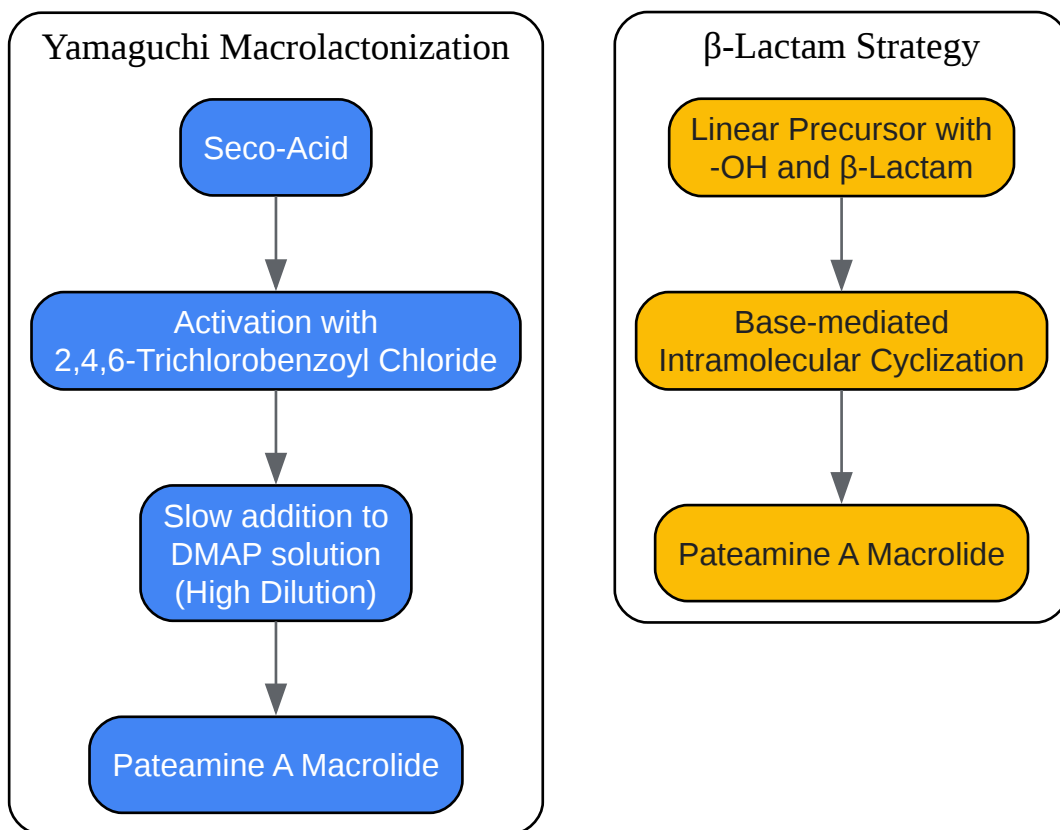 Yamaguchi Macrolactonization
Seco-Acid
Activation with
2,4,6-Trichlorobenzoyl Chloride
Slow addition to
DMAP solution
(High Dilution)
Pateamine A Macrolide
β-Lactam Strategy
Linear Precursor with
-OH and β-Lactam
Base-mediated
Intramolecular Cyclization
Pateamine A Macrolide